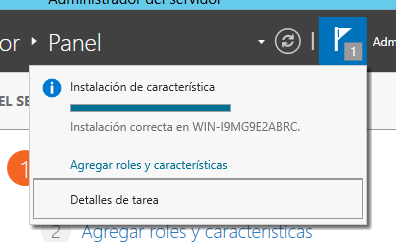 Administrador del servidor
or ▸ Panel
1
Adm
Instalación de característica
Instalación correcta en WIN-I9MG9E2ABRC.
EL SE
1
Agregar roles y características
Detalles de tarea
2 Agregar roles y características